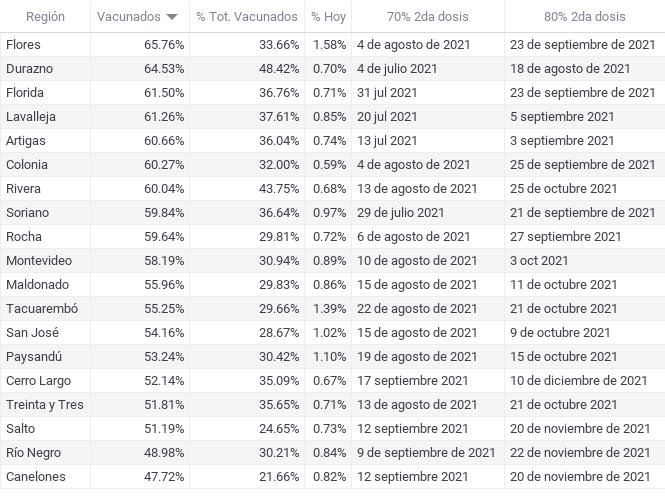 Región Vacunados % Tot. Vacunados % Hoy 70% 2da dosis 80% 2da dosis
Flores 65.76% 33.66% 1.58% 4 de agosto de 2021 23 de septiembre de 2021
Durazno 64.53% 48.42% 0.70% 4 de julio 2021 18 de agosto de 2021
Florida 61.50% 36.76% 0.71% 31 jul 2021 23 de septiembre de 2021
Lavalleja 61.26% 37.61% 0.85% 20 jul 2021 5 septiembre 2021
Artigas 60.66% 36.04% 0.74% 13 jul 2021 3 septiembre 2021
Colonia 60.27% 32.00% 0.59% 4 de agosto de 2021 25 de septiembre de 2021
Rivera 60.04% 43.75% 0.68% 13 de agosto de 2021 25 de octubre 2021
Soriano 59.84% 36.64% 0.97% 29 de julio 2021 21 de septiembre de 2021
Rocha 59.64% 29.81% 0.72% 6 de agosto de 2021 27 septiembre 2021
Montevideo 58.19% 30.94% 0.89% 10 de agosto de 2021 3 oct 2021
Maldonado 55.96% 29.83% 0.86% 15 de agosto de 2021 11 de octubre 2021
Tacuarembó 55.25% 29.66% 1.39% 22 de agosto de 2021 21 de octubre 2021
San José 54.16% 28.67% 1.02% 15 de agosto de 2021 9 de octubre 2021
Paysandú 53.24% 30.42% 1.10% 19 de agosto de 2021 15 de octubre 2021
Cerro Largo 52.14% 35.09% 0.67% 17 septiembre 2021 10 de diciembre de 2021
Treinta y Tres 51.81% 35.65% 0.71% 13 de agosto de 2021 21 de octubre 2021
Salto 51.19% 24.65% 0.73% 12 septiembre 2021 20 de noviembre de 2021
Río Negro 48.98% 30.21% 0.84% 9 de septiembre de 2021 22 de noviembre de 2021
Canelones 47.72% 21.66% 0.82% 12 septiembre 2021 20 de noviembre de 2021